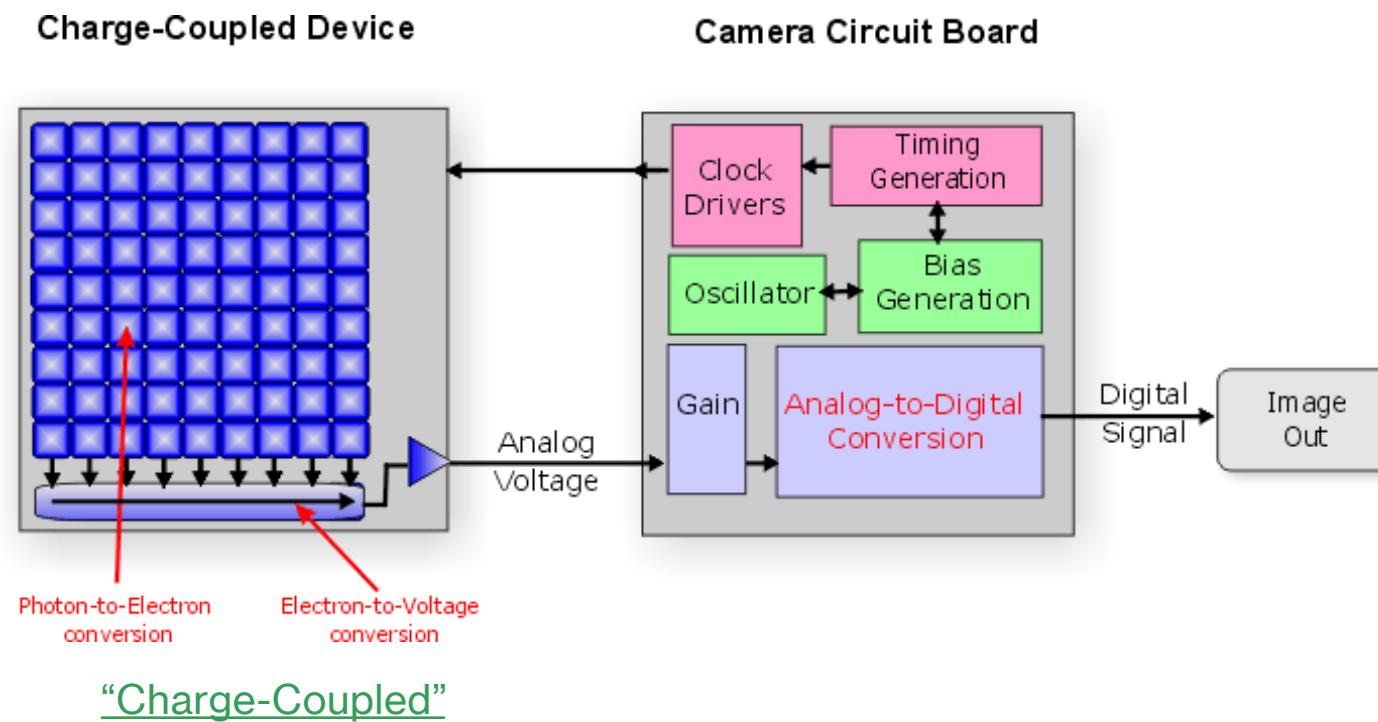 Charge-Coupled Device
Camera Circuit Board
Clock
Drivers
Timing
Generation
Oscillator
Bias
Generation
Gain
Analog-to-Digital
Conversion
Analog
Voltage
Digital
Signal
Image
Out
Photon-to-Electron
conversion
Electron-to-Voltage
conversion
“Charge-Coupled”